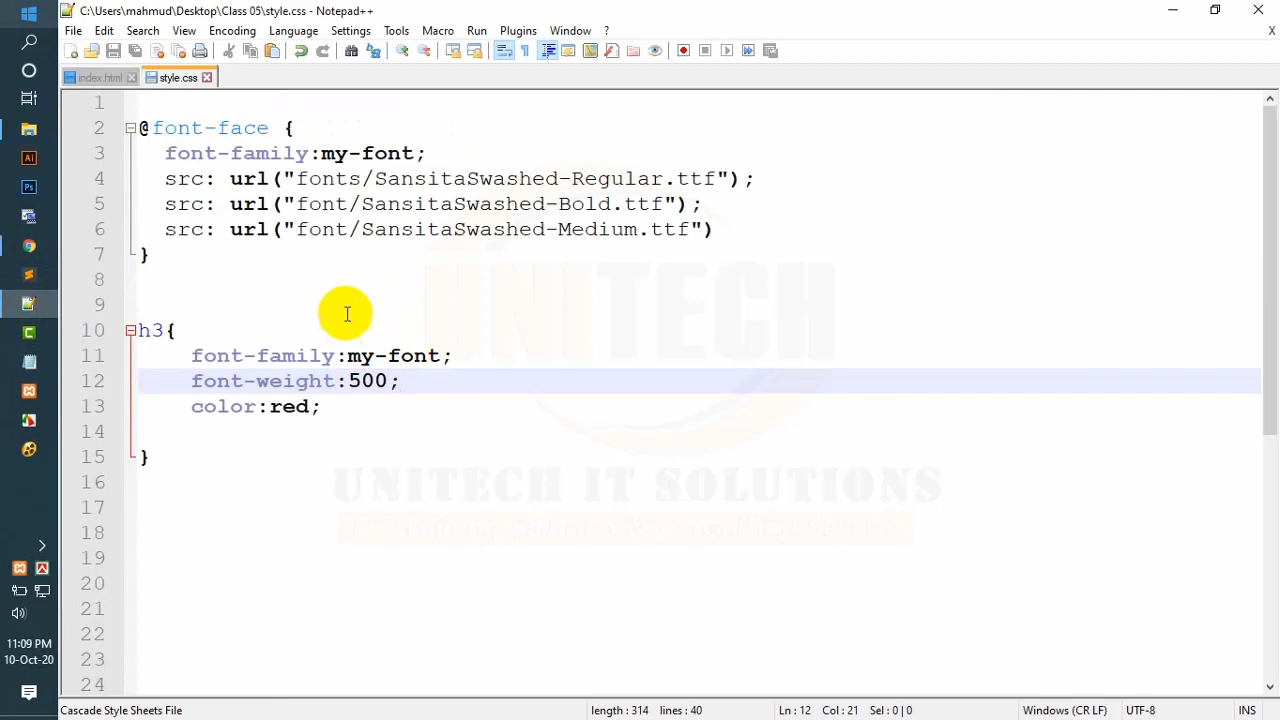 C:\Users\mahmud\Desktop\Class 05\style.css - Notepad++
File Edit Search View Encoding Language Settings Tools Macro Run Plugins Window ? X
index.html style.css
1
2 @font-face {
3 font-family:my-font;
4 src: url("fonts/SansitaSwashed-Regular.ttf");
5 src: url("font/SansitaSwashed-Bold.ttf");
6 src: url("font/SansitaSwashed-Medium.ttf")
7 }
8
9
10 h3{
11 font-family:my-font;
12 font-weight:500;
13 color:red;
14
15 }
16
17
18
19
20
21
22
23
24
UNITECH
UNITECH IT SOLUTIONS
Ai
Ps
11:09 PM
10-Oct-20
Cascade Style Sheets File length : 314 lines : 40 Ln : 12 Col : 21 Sel : 0 | 0 Windows (CR LF) UTF-8 INS